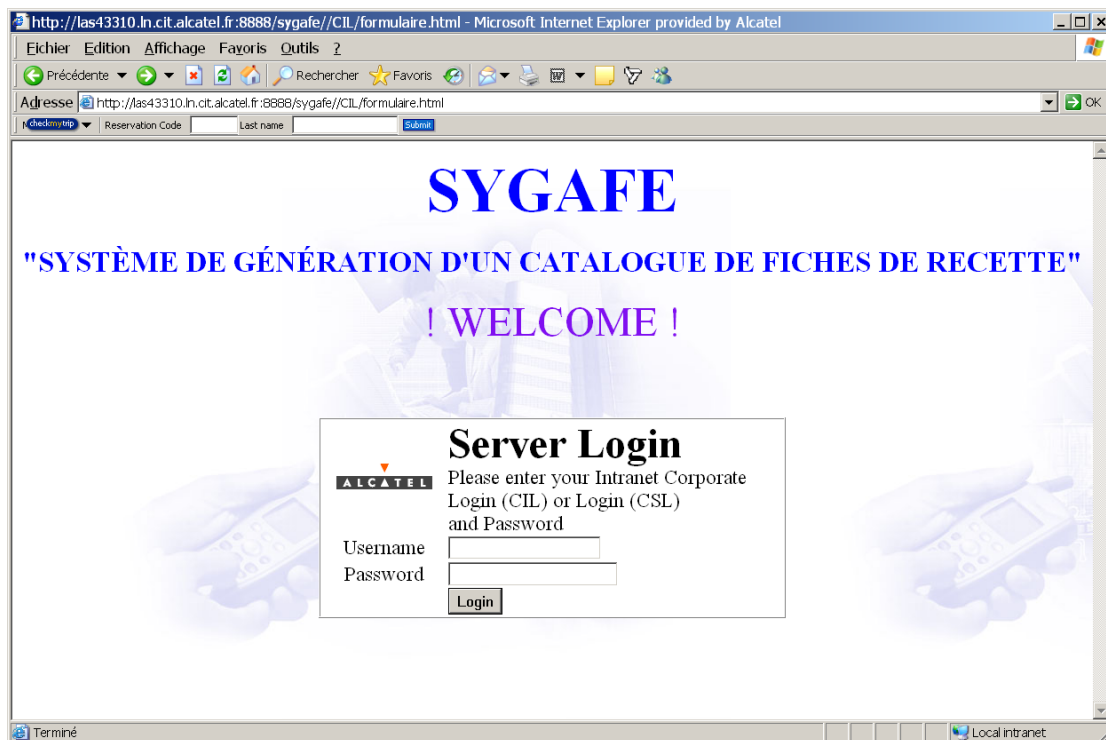 http://las43310.ln.cit.alcatel.fr:8888/sygafe//CIL/formulaire.html - Microsoft Internet Explorer provided by Alcatel
Fichier Edition Affichage Favoris Outils ?
Précédente Rechercher Favoris
Adresse http://las43310.ln.cit.alcatel.fr:8888/sygafe//CIL/formulaire.html OK
checkmytrip Reservation Code Last name Submit
SYGAFE
"SYSTÈME DE GÉNÉRATION D'UN CATALOGUE DE FICHES DE RECETTE"
! WELCOME !
Server Login
ALCATEL
Please enter your Intranet Corporate
Login (CIL) or Login (CSL)
and Password
Username
Password
Login
Terminé Local intranet